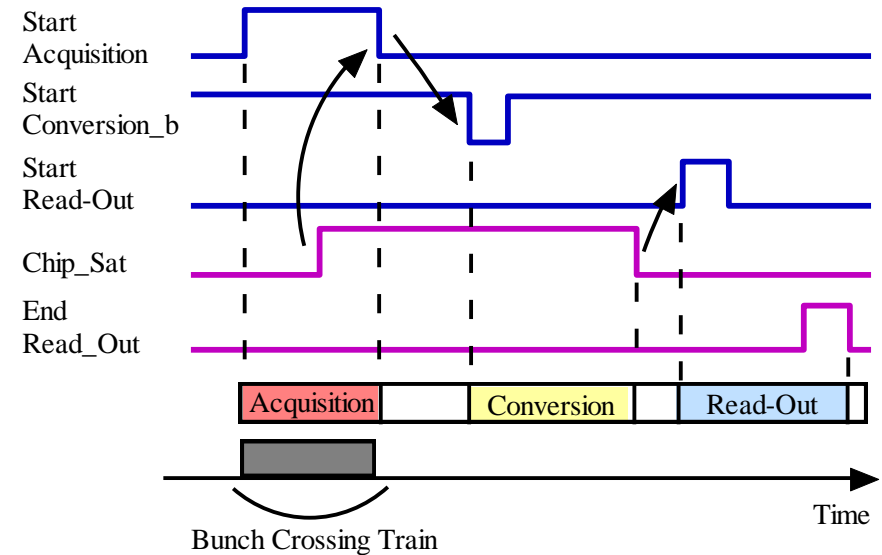 Start
Acquisition
Start
Conversion_b
Start
Read-Out
Chip_Sat
End
Read_Out
Acquisition
Conversion
Read-Out
Time
Bunch Crossing Train